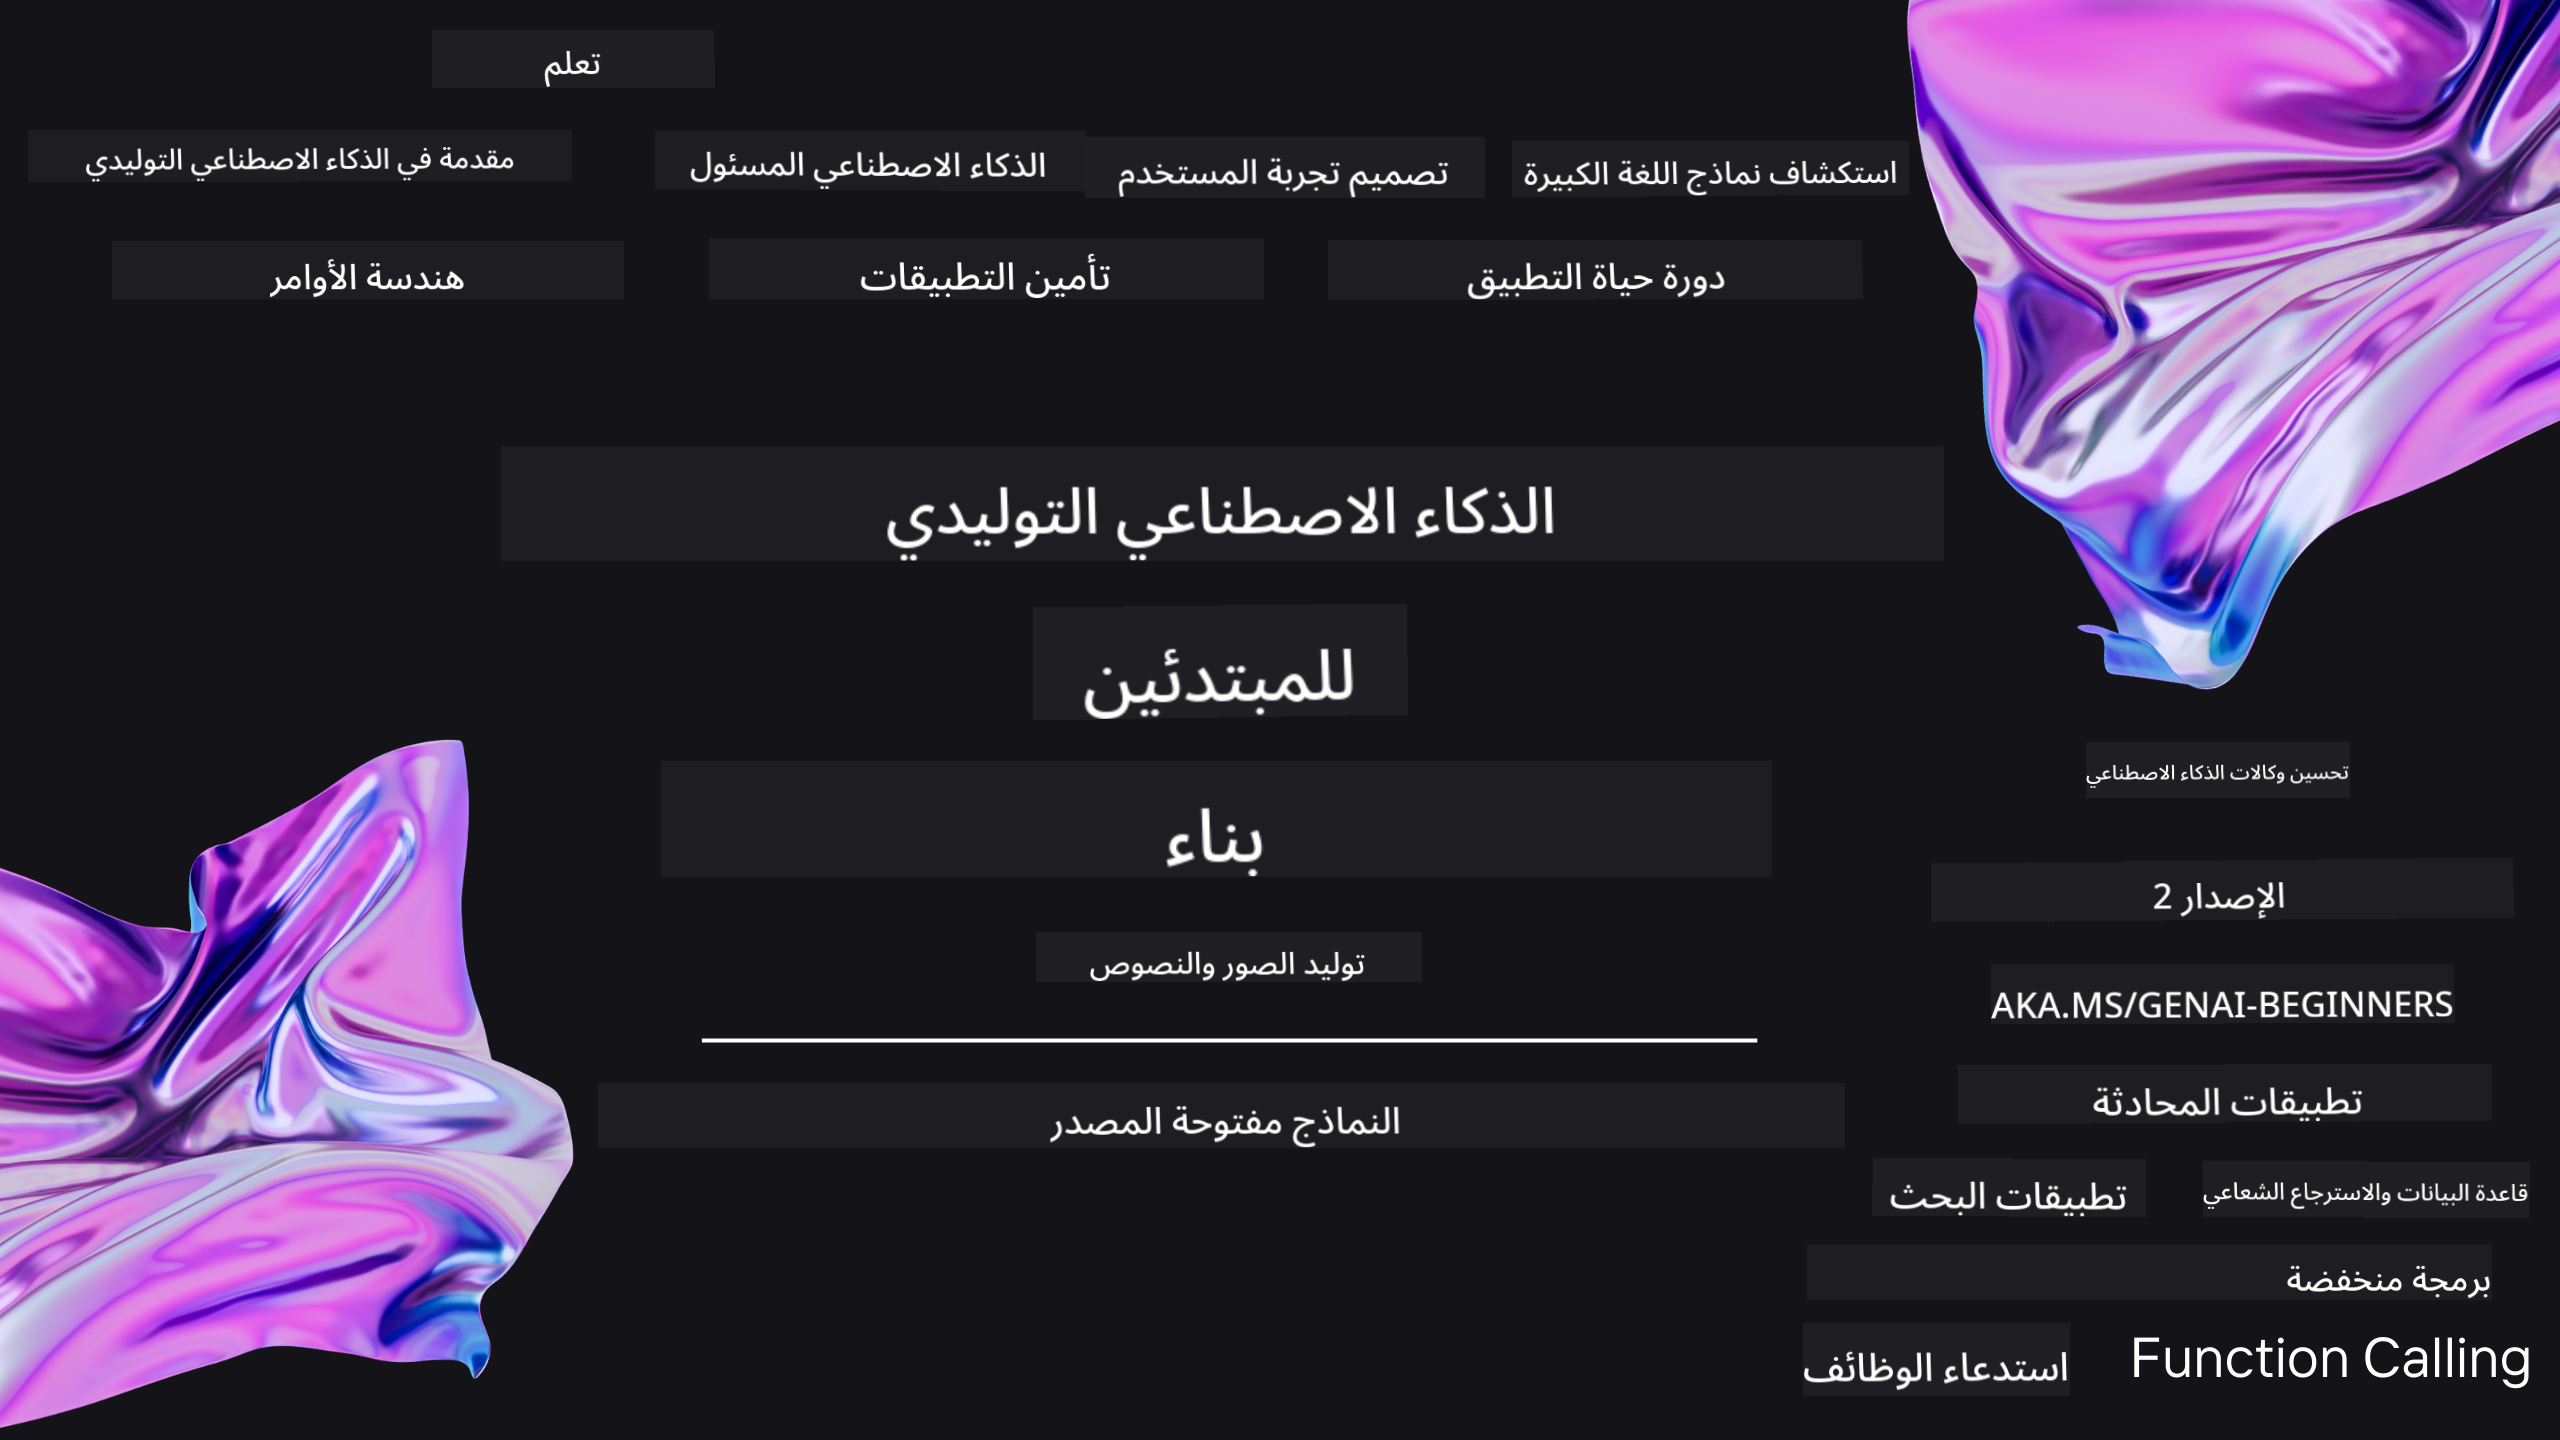 تعلم
استكشاف نماذج اللغة الكبيرة
تصميم تجربة المستخدم
الذكاء الاصطناعي المسئول
مقدمة في الذكاء الاصطناعي التوليدي
دورة حياة التطبيق
تأمين التطبيقات
هندسة الأوامر
الذكاء الاصطناعي التوليدي
للمبتدئين
بناء
توليد الصور والنصوص
النماذج مفتوحة المصدر
تحسين وكالات الذكاء الاصطناعي
الإصدار 2
AKA.MS/GENAI-BEGINNERS
تطبيقات المحادثة
قاعدة البيانات والاسترجاع الشعاعي
تطبيقات البحث
برمجة منخفضة
Function Calling
استدعاء الوظائف